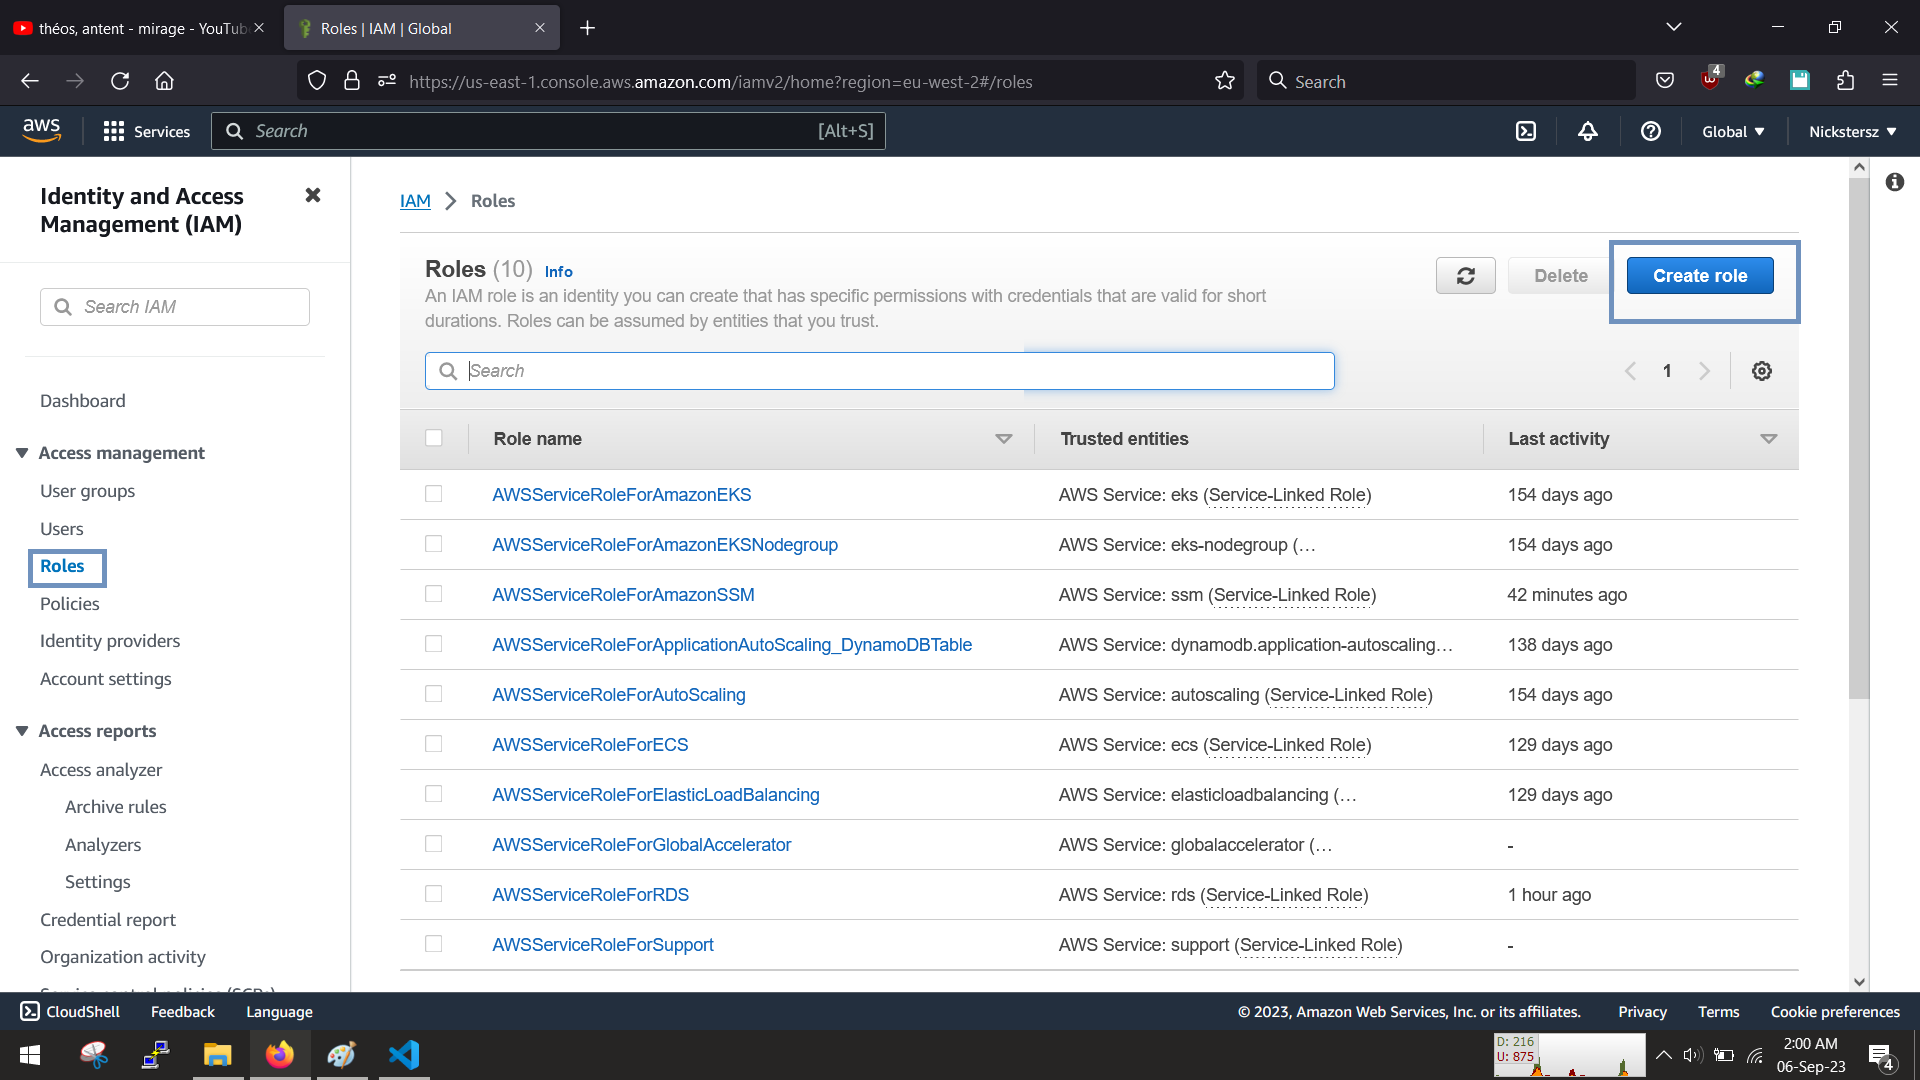 théos, antent - mirage - YouTub
Roles | IAM | Global
https://us-east-1.console.aws.amazon.com/iamv2/home?region=eu-west-2#/roles
Search
4
aws
Services
Search
[Alt+S]
Global
Nickstersz
Identity and Access
Management (IAM)
Search IAM
Dashboard
Access management
User groups
Users
Roles
Policies
Identity providers
Account settings
Access reports
Access analyzer
Archive rules
Analyzers
Settings
Credential report
Organization activity
Service control policies (SCPs)
IAM > Roles
Roles (10) Info
An IAM role is an identity you can create that has specific permissions with credentials that are valid for short
durations. Roles can be assumed by entities that you trust.
Delete
Create role
Search
1
Role name Trusted entities Last activity
AWSServiceRoleForAmazonEKS AWS Service: eks (Service-Linked Role) 154 days ago
AWSServiceRoleForAmazonEKSNodegroup AWS Service: eks-nodegroup (… 154 days ago
AWSServiceRoleForAmazonSSM AWS Service: ssm (Service-Linked Role) 42 minutes ago
AWSServiceRoleForApplicationAutoScaling_DynamoDBTable AWS Service: dynamodb.application-autoscaling… 138 days ago
AWSServiceRoleForAutoScaling AWS Service: autoscaling (Service-Linked Role) 154 days ago
AWSServiceRoleForECS AWS Service: ecs (Service-Linked Role) 129 days ago
AWSServiceRoleForElasticLoadBalancing AWS Service: elasticloadbalancing (… 129 days ago
AWSServiceRoleForGlobalAccelerator AWS Service: globalaccelerator (… -
AWSServiceRoleForRDS AWS Service: rds (Service-Linked Role) 1 hour ago
AWSServiceRoleForSupport AWS Service: support (Service-Linked Role) -
CloudShell Feedback Language
© 2023, Amazon Web Services, Inc. or its affiliates. Privacy Terms Cookie preferences
D: 216
U: 875
2:00 AM
06-Sep-23
4